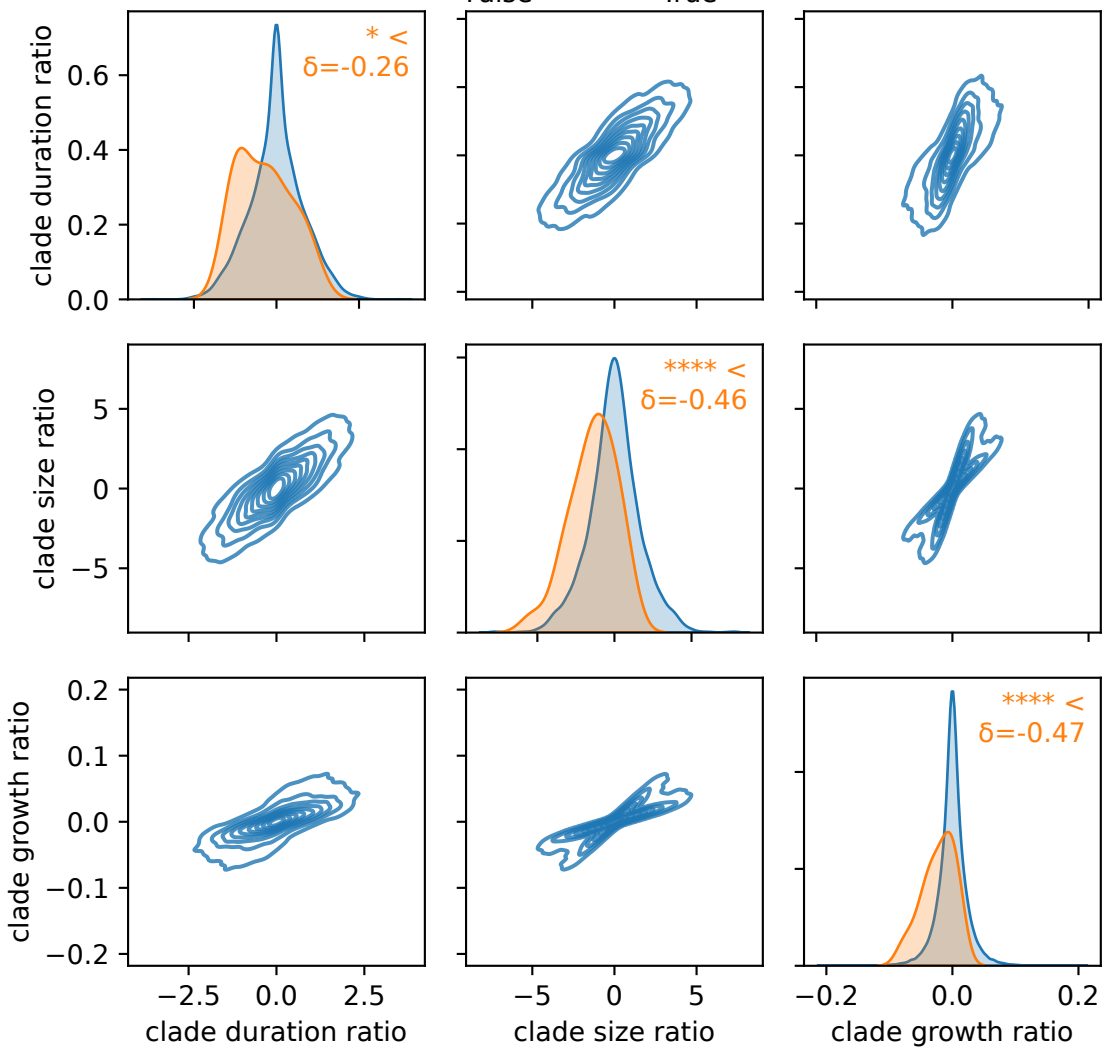 True
clade duration ratio
0.6
0.4
0.2
0.0
* <
δ=-0.26
clade size ratio
5
0
−5
**** <
δ=-0.46
clade growth ratio
0.2
0.1
0.0
−0.1
−0.2
**** <
δ=-0.47
−2.5 0.0 2.5
−5 0 5
−0.2 0.0 0.2
clade duration ratio
clade size ratio
clade growth ratio